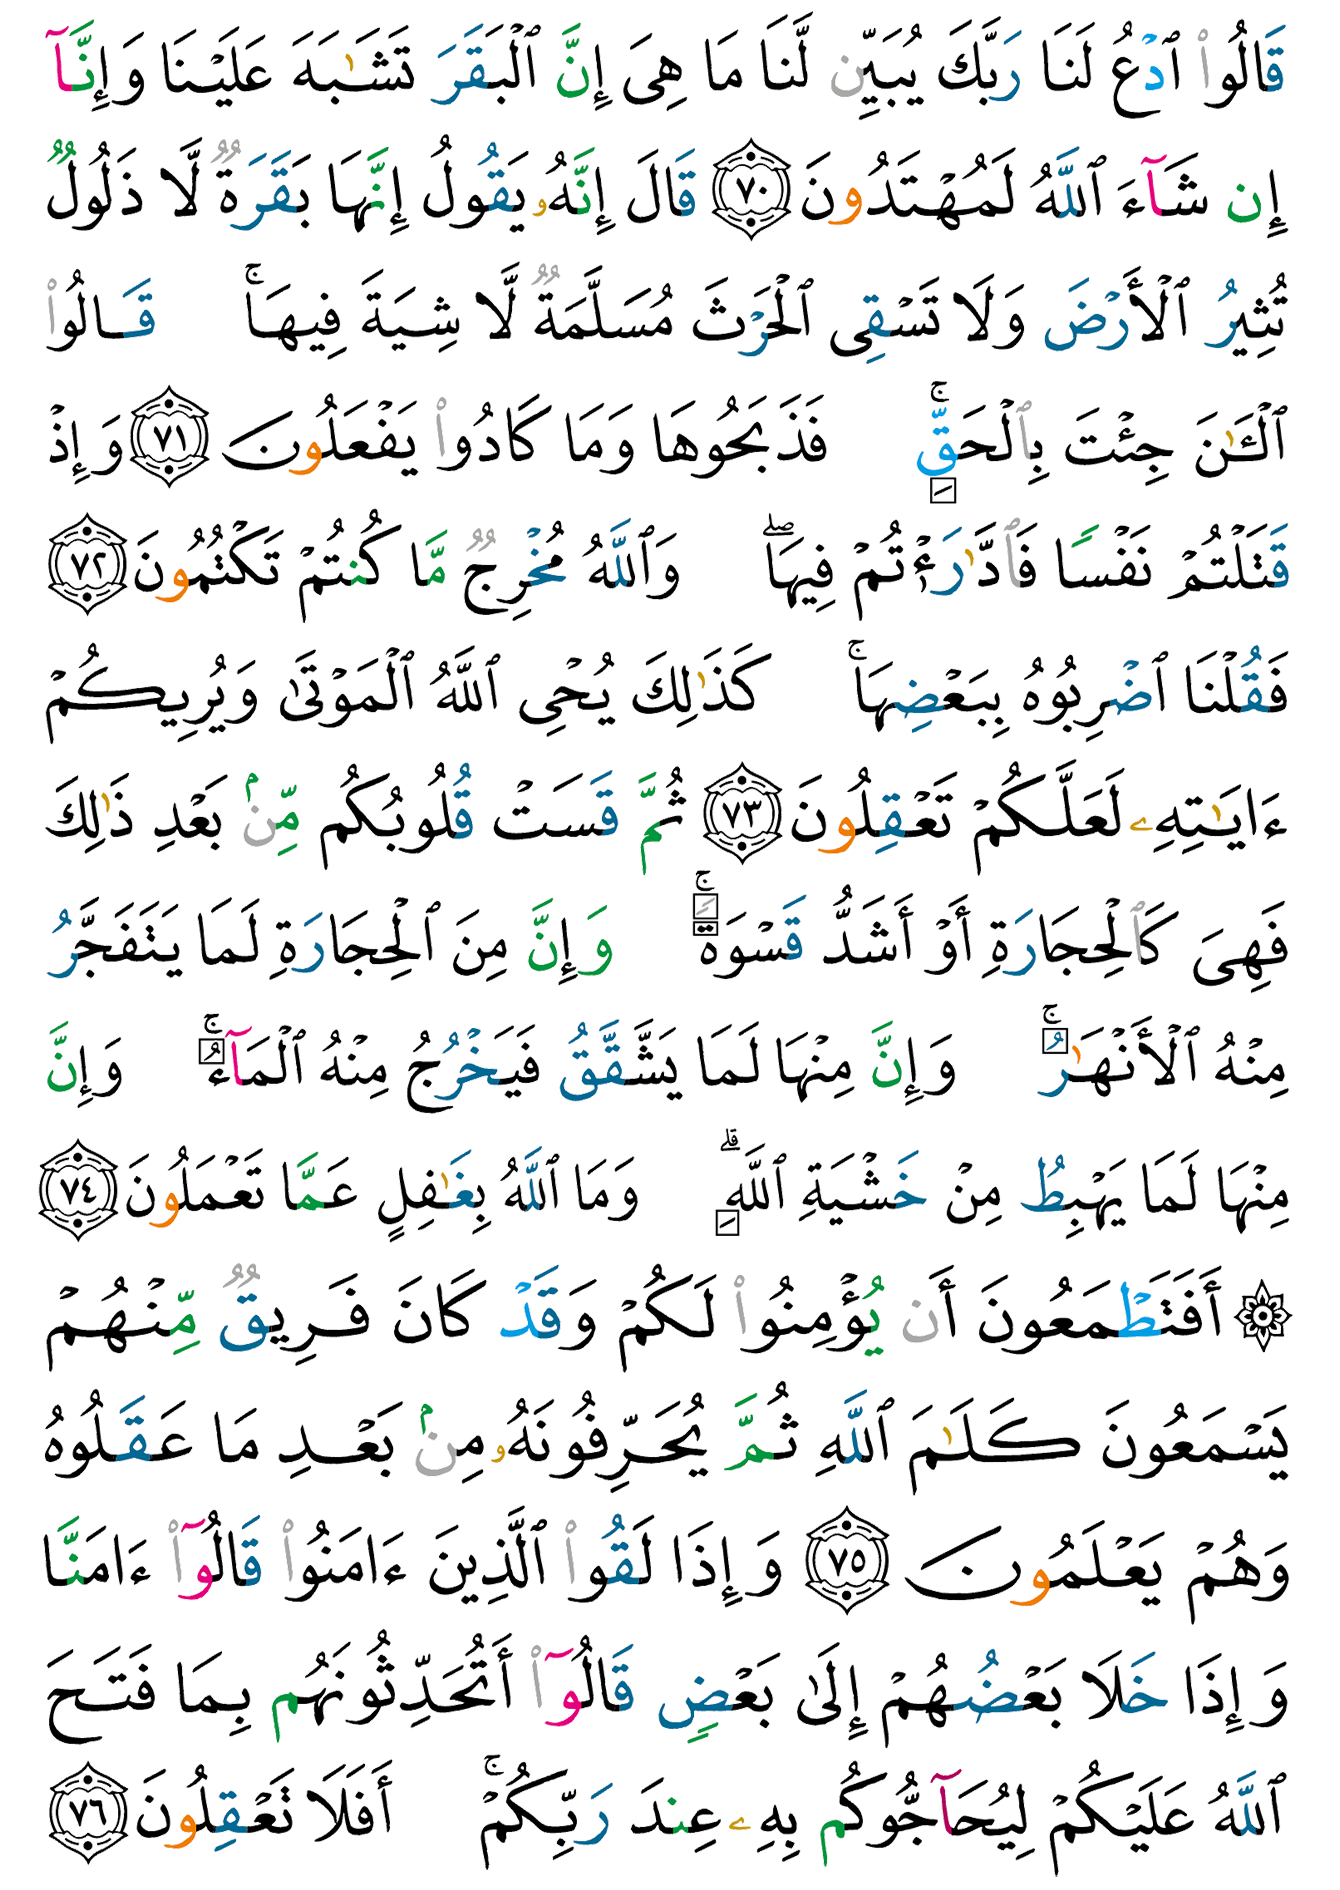 قَالُوا۟ ٱدْعُ لَنَا رَبَّكَ يُبَيِّن لَّنَا مَا هِىَ إِنَّ ٱلْبَقَرَ تَشَـٰبَهَ عَلَيْنَا وَإِنَّآ
إِن شَآءَ ٱللَّهُ لَمُهْتَدُونَ ٧٠ قَالَ إِنَّهُۥ يَقُولُ إِنَّهَا بَقَرَةٌ لَّا ذَلُولٌ
تُثِيرُ ٱلْأَرْضَ وَلَا تَسْقِى ٱلْحَرْثَ مُسَلَّمَةٌ لَّا شِيَةَ فِيهَا ۚ قَالُوا۟
ٱلْـَٔـٰنَ جِئْتَ بِٱلْحَقِّ ۚ فَذَبَحُوهَا وَمَا كَادُوا۟ يَفْعَلُونَ ٧١ وَإِذْ
قَتَلْتُمْ نَفْسًا فَٱدَّٰرَْٰٔتُمْ فِيهَا ۖ وَٱللَّهُ مُخْرِجٌ مَّا كُنتُمْ تَكْتُمُونَ ٧٢
فَقُلْنَا ٱضْرِبُوهُ بِبَعْضِهَا ۚ كَذَٰلِكَ يُحْىِ ٱللَّهُ ٱلْمَوْتَىٰ وَيُرِيكُمْ
ءَايَـٰتِهِۦ لَعَلَّكُمْ تَعْقِلُونَ ٧٣ ثُمَّ قَسَتْ قُلُوبُكُم مِّنۢ بَعْدِ ذَٰلِكَ
فَهِىَ كَٱلْحِجَارَةِ أَوْ أَشَدُّ قَسْوَةً ۚ وَإِنَّ مِنَ ٱلْحِجَارَةِ لَمَا يَتَفَجَّرُ
مِنْهُ ٱلْأَنْهَـٰرُ ۚ وَإِنَّ مِنْهَا لَمَا يَشَّقَّقُ فَيَخْرُجُ مِنْهُ ٱلْمَآءُ ۚ وَإِنَّ
مِنْهَا لَمَا يَهْبِطُ مِنْ خَشْيَةِ ٱللَّهِ ۗ وَمَا ٱللَّهُ بِغَـٰفِلٍ عَمَّا تَعْمَلُونَ ٧٤
۞ أَفَتَطْمَعُونَ أَن يُؤْمِنُوا۟ لَكُمْ وَقَدْ كَانَ فَرِيقٌ مِّنْهُمْ
يَسْمَعُونَ كَلَـٰمَ ٱللَّهِ ثُمَّ يُحَرِّفُونَهُۥ مِنۢ بَعْدِ مَا عَقَلُوهُ
وَهُمْ يَعْلَمُونَ ٧٥ وَإِذَا لَقُوا۟ ٱلَّذِينَ ءَامَنُوا۟ قَالُوٓا۟ ءَامَنَّا
وَإِذَا خَلَا بَعْضُهُمْ إِلَىٰ بَعْضٍ قَالُوٓا۟ أَتُحَدِّثُونَهُم بِمَا فَتَحَ
ٱللَّهُ عَلَيْكُمْ لِيُحَآجُّوكُم بِهِۦ عِندَ رَبِّكُمْ ۚ أَفَلَا تَعْقِلُونَ ٧٦